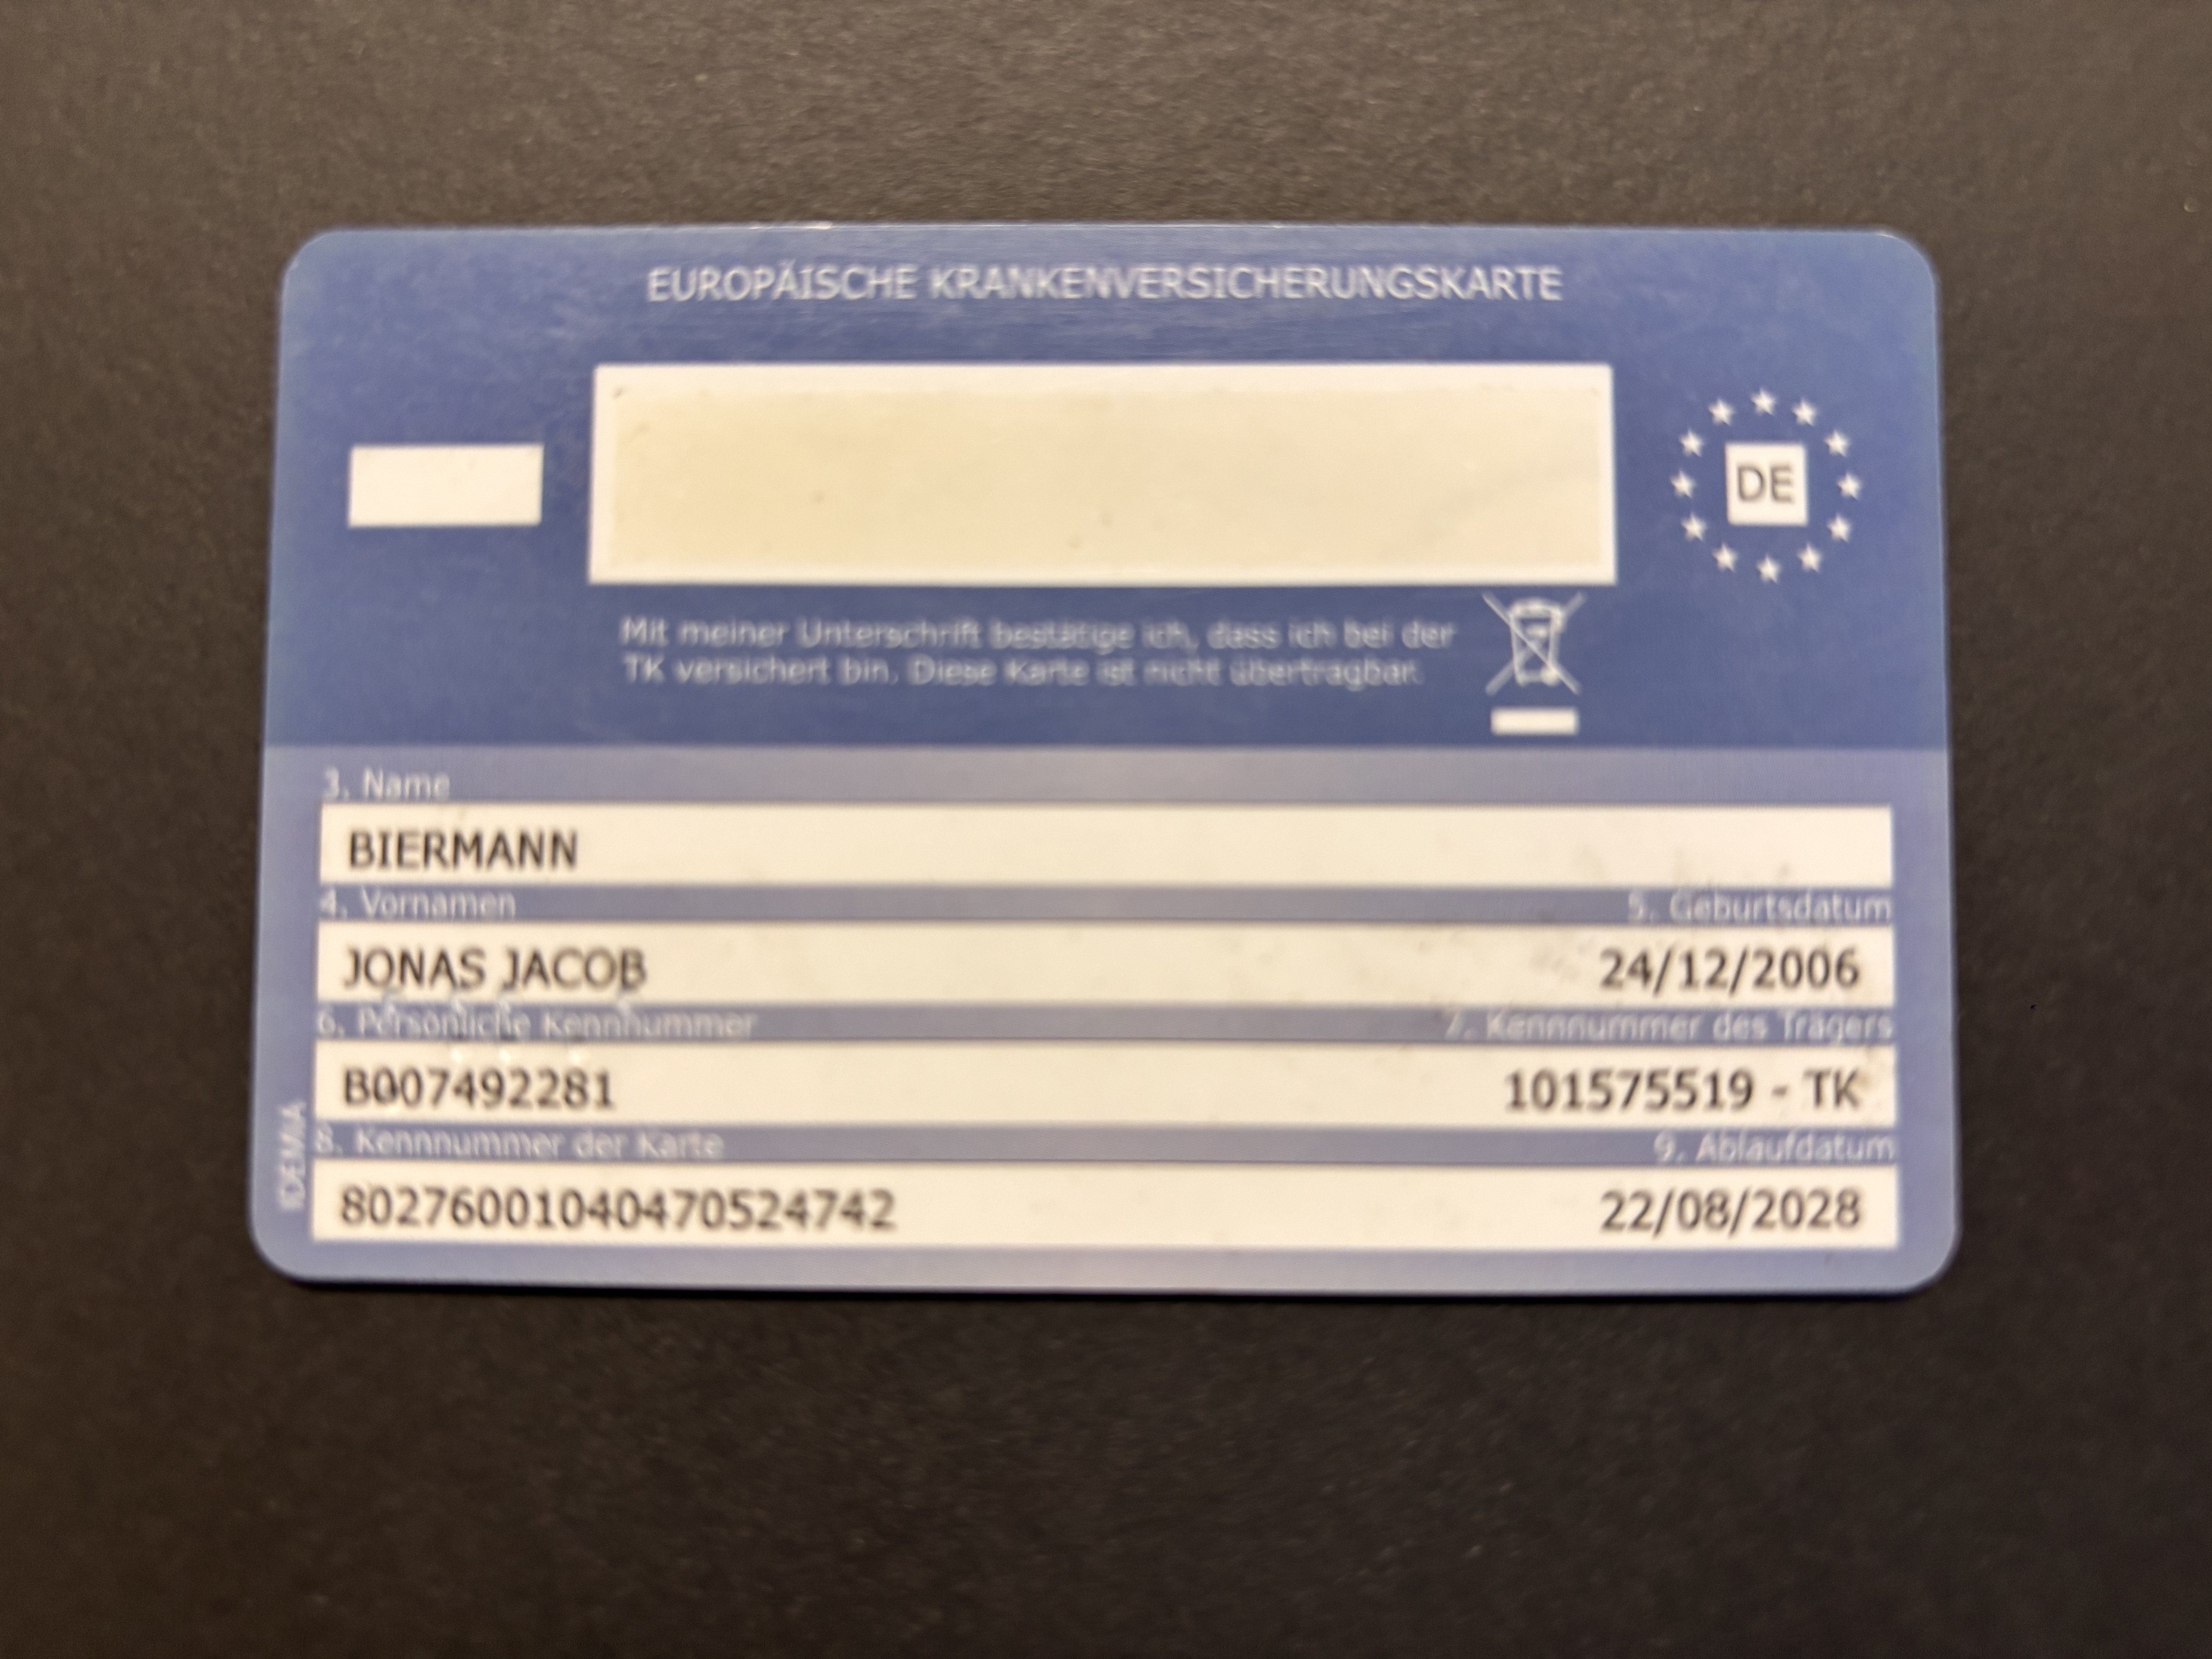 EUROPÄISCHE KRANKENVERSICHERUNGSKARTE
DE
Mit meiner Unterschrift bestätige ich, dass ich bei der
TK versichert bin. Diese Karte ist nicht übertragbar.
3. Name
BIERMANN
4. Vornamen 5. Geburtsdatum
JONAS JACOB 24/12/2006
6. Persönliche Kennnummer 7. Kennnummer des Trägers
B007492281 101575519 - TK
8. Kennnummer der Karte 9. Ablaufdatum
80276001040470524742 22/08/2028
IDEMIA